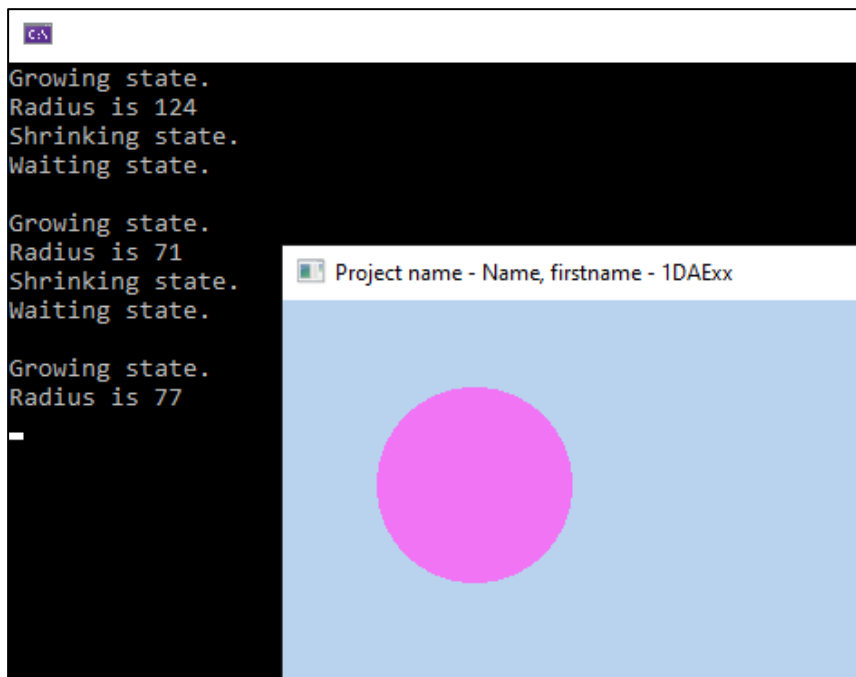 C:\
Growing state.
Radius is 124
Shrinking state.
Waiting state.
Growing state.
Radius is 71
Shrinking state.
Waiting state.
Growing state.
Radius is 77
Project name - Name, firstname - 1DAExx